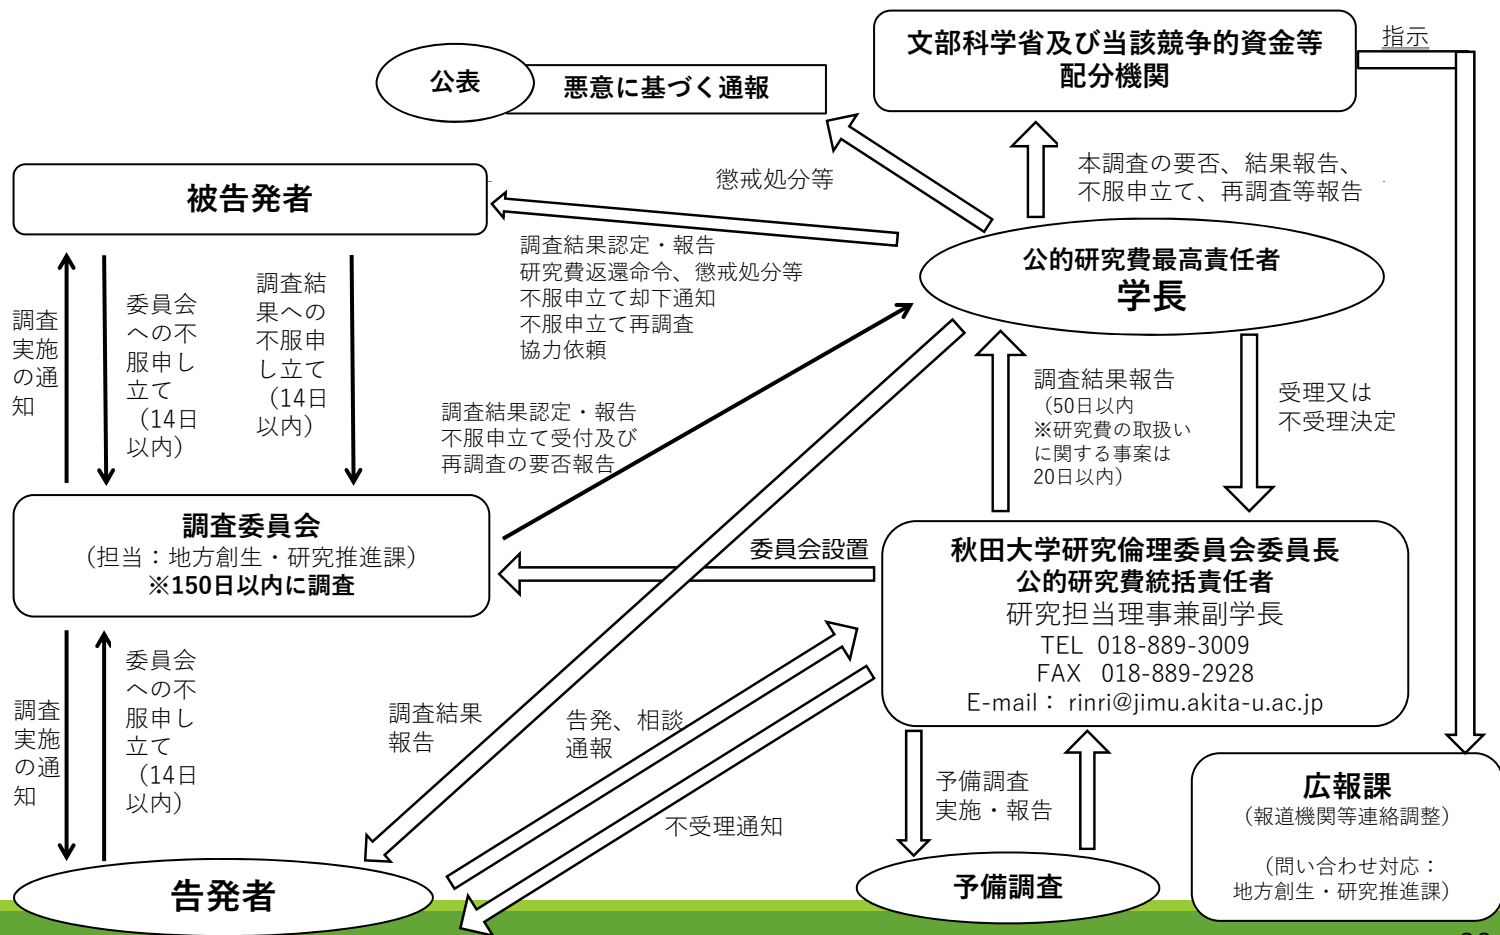 文部科学省及び当該競争的資金等
配分機関
指示
公表
悪意に基づく通報
本調査の要否、結果報告、
不服申立て、再調査等報告
懲戒処分等
被告発者
調査結果認定・報告
研究費返還命令、懲戒処分等
不服申立て却下通知
不服申立て再調査
協力依頼
公的研究費最高責任者
学長
調査
実施
の通
知
委員会
への不
服申し
立て
（14日
以内）
調査結
果への
不服申
し立て
（14日
以内）
調査結果認定・報告
不服申立て受付及び
再調査の要否報告
調査結果報告
（50日以内
※研究費の取扱い
に関する事案は
20日以内）
受理又は
不受理決定
調査委員会
（担当：地方創生・研究推進課）
※150日以内に調査
委員会設置
秋田大学研究倫理委員会委員長
公的研究費統括責任者
研究担当理事兼副学長
TEL 018-889-3009
FAX 018-889-2928
E-mail： rinri@jimu.akita-u.ac.jp
調査
実施
の通
知
委員会
への不
服申し
立て
（14日
以内）
調査結果
報告
告発、相談
通報
不受理通知
予備調査
実施・報告
予備調査
広報課
（報道機関等連絡調整）
（問い合わせ対応：
地方創生・研究推進課）
告発者